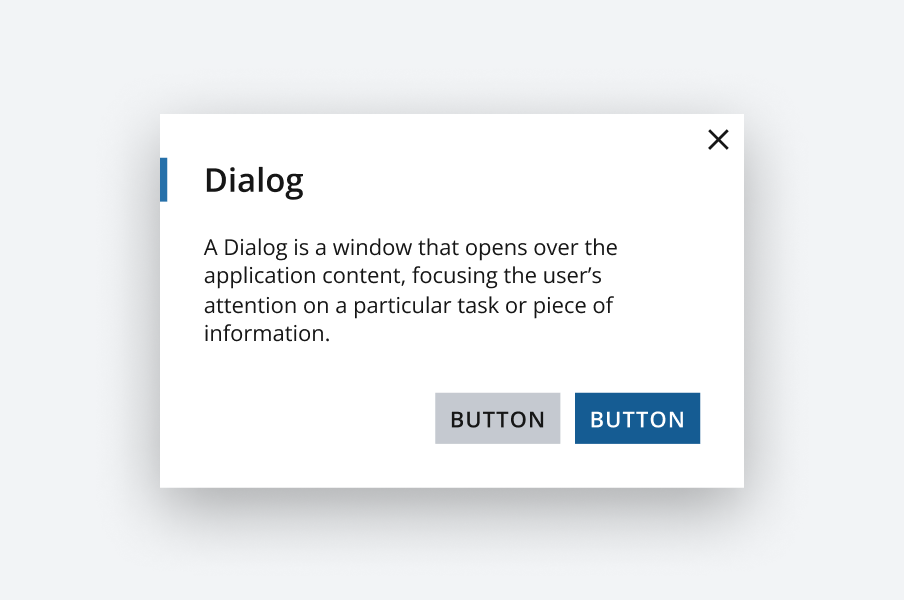 Dialog
A Dialog is a window that opens over the
application content, focusing the user’s
attention on a particular task or piece of
information.
BUTTON BUTTON